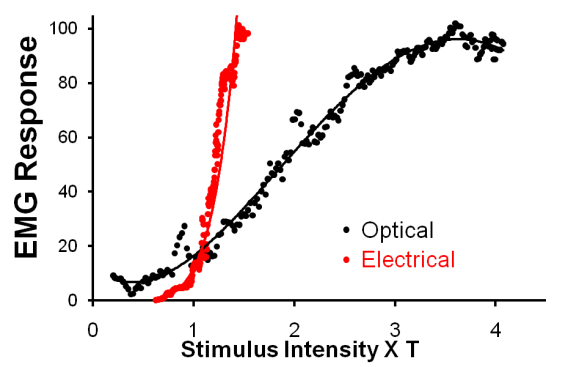 EMG Response
100
80
60
40
20
0
Optical
Electrical
0 1 2 3 4
Stimulus Intensity X T